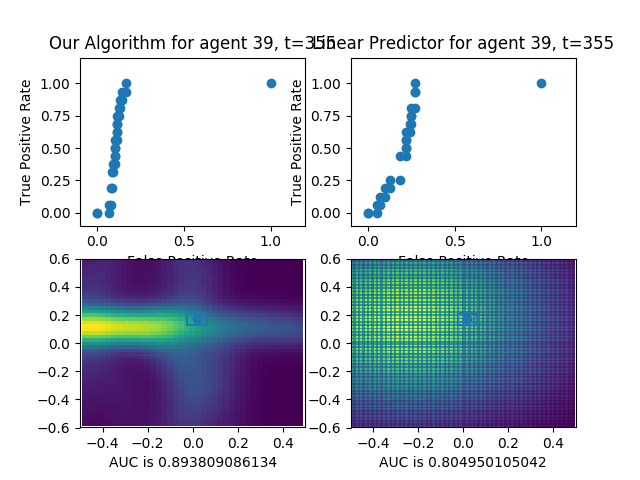 Our Algorithm for agent 39, t=355
Linear Predictor for agent 39, t=355
True Positive Rate
1.00
0.75
0.50
0.25
0.00
0.0 0.5 1.0
False Positive Rate
True Positive Rate
1.00
0.75
0.50
0.25
0.00
0.0 0.5 1.0
False Positive Rate
0.6
0.4
0.2
0.0
−0.2
−0.4
−0.6
−0.4 −0.2 0.0 0.2 0.4
AUC is 0.893809086134
0.6
0.4
0.2
0.0
−0.2
−0.4
−0.6
−0.4 −0.2 0.0 0.2 0.4
AUC is 0.804950105042